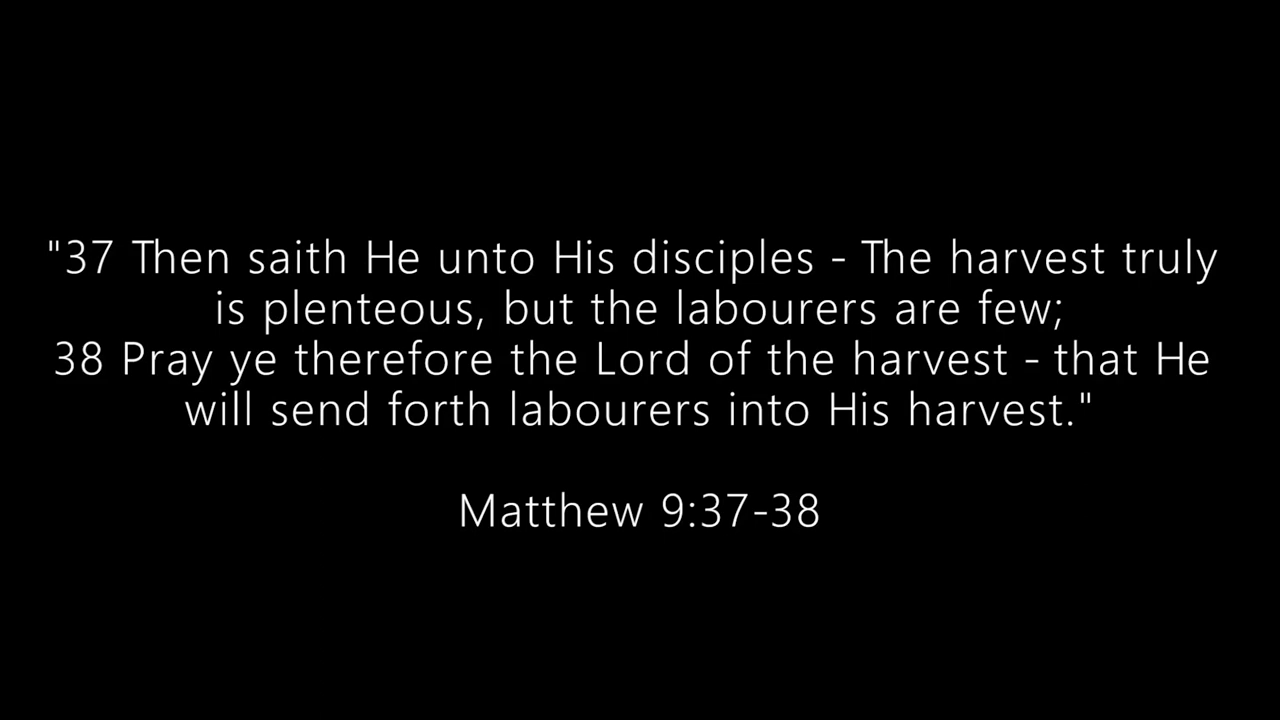 "37 Then saith He unto His disciples - The harvest truly
is plenteous, but the labourers are few;
38 Pray ye therefore the Lord of the harvest - that He
will send forth labourers into His harvest."
Matthew 9:37-38